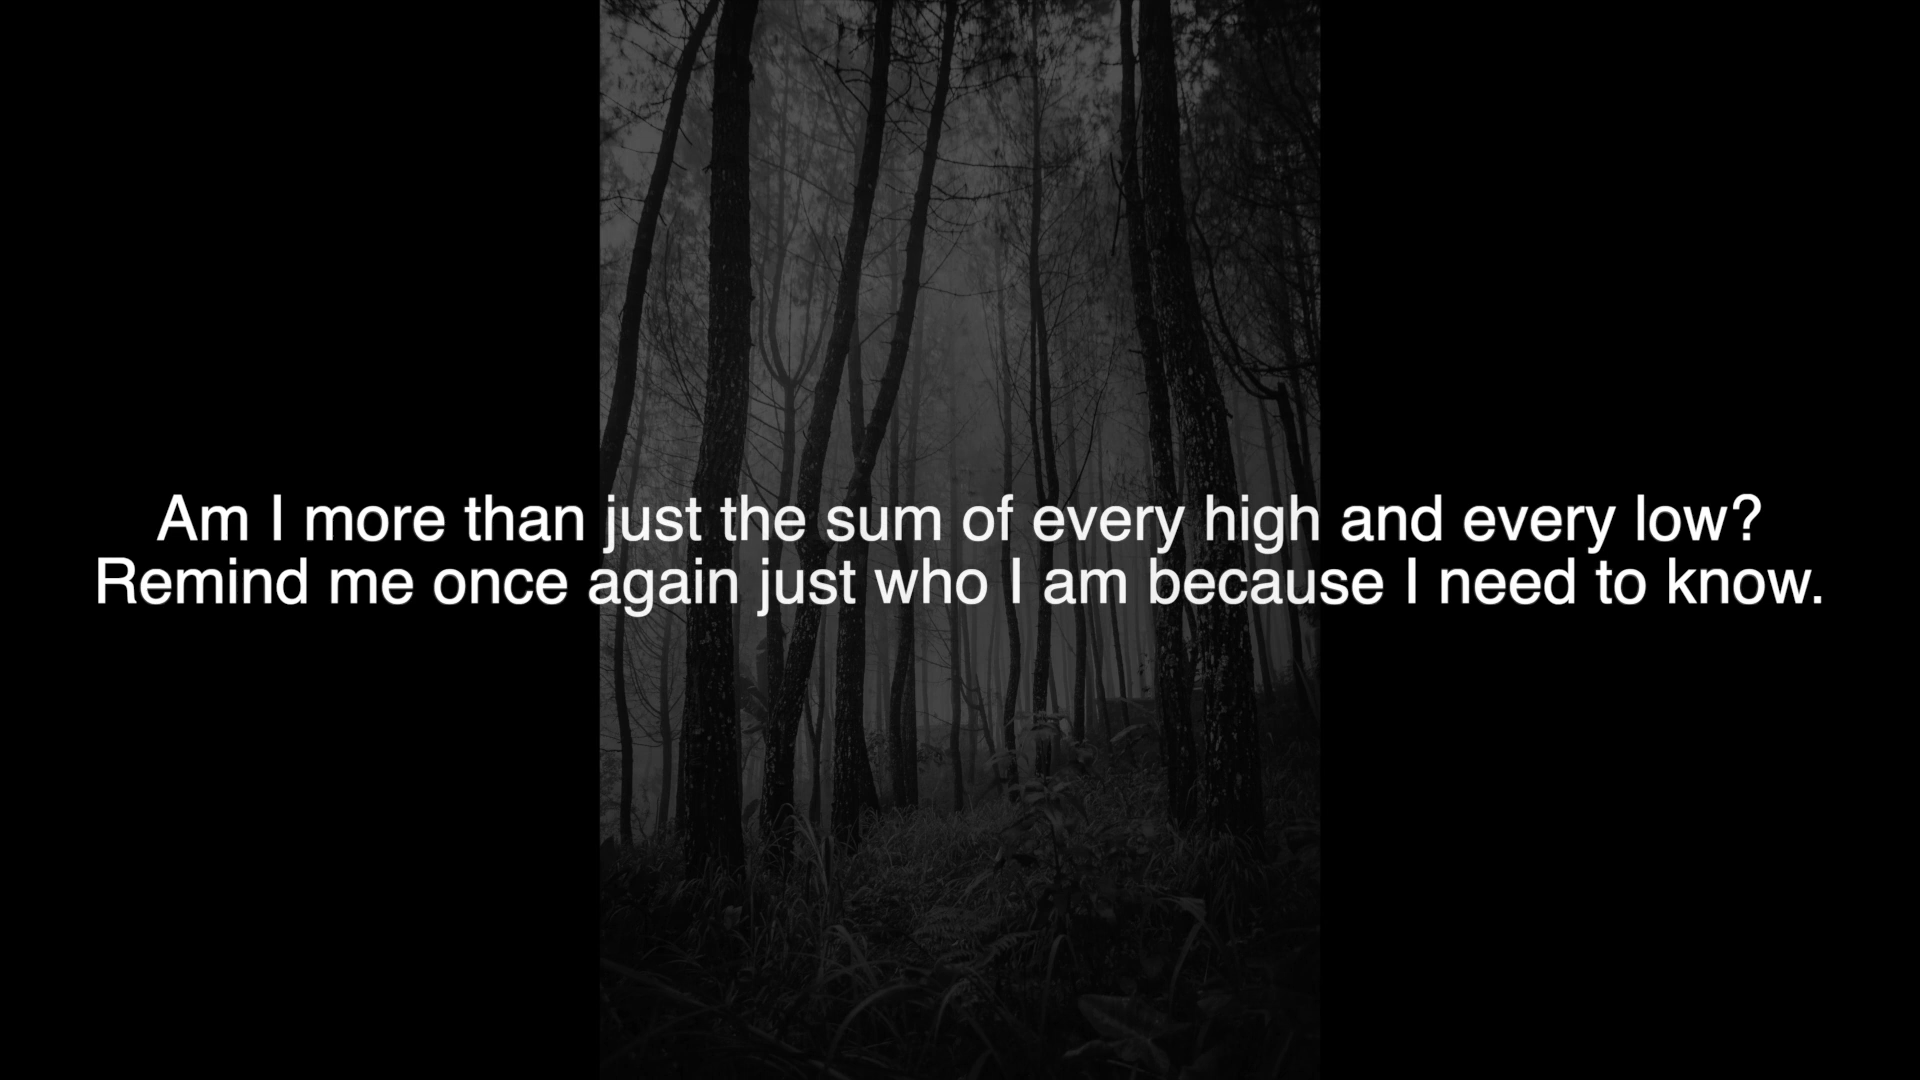 Am I more than just the sum of every high and every low?
Remind me once again just who I am because I need to know.